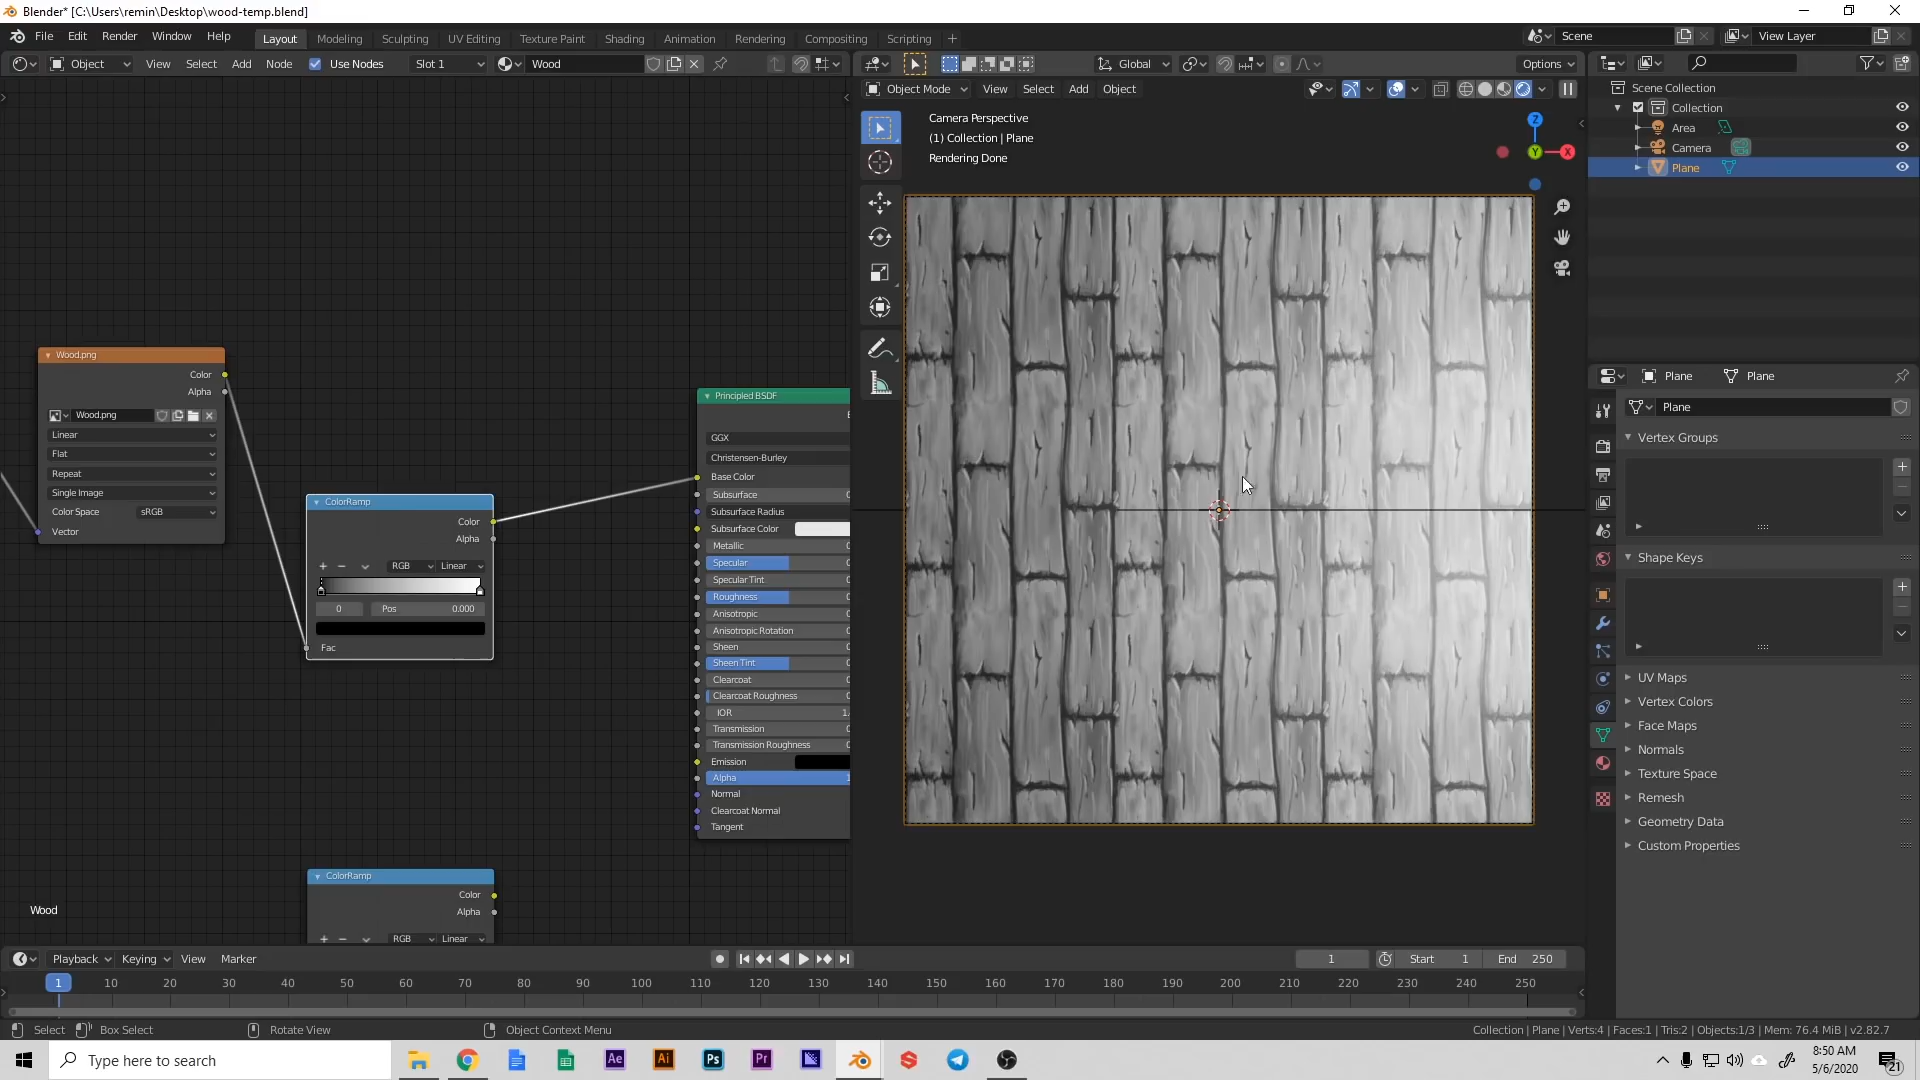 Blender* [C:\Users\remin\Desktop\wood-temp.blend]
File Edit Render Window Help
Layout Modeling Sculpting UV Editing Texture Paint Shading Animation Rendering Compositing Scripting
Scene
View Layer
Object View Select Add Node Use Nodes Slot 1 Wood
Global Options
Object Mode View Select Add Object
Camera Perspective
(1) Collection | Plane
Rendering Done
Z
Y
X
Scene Collection
Collection
Area
Camera
Plane
Wood.png
Color
Alpha
Wood.png
Linear
Flat
Repeat
Single Image
Color Space sRGB
Vector
ColorRamp
Color
Alpha
RGB Linear
0 Pos 0.000
Fac
Principled BSDF
GGX
Christensen-Burley
Base Color
Subsurface
Subsurface Radius
Subsurface Color
Metallic
Specular
Specular Tint
Roughness
Anisotropic
Anisotropic Rotation
Sheen
Sheen Tint
Clearcoat
Clearcoat Roughness
IOR
Transmission
Transmission Roughness
Emission
Alpha
Normal
Clearcoat Normal
Tangent
ColorRamp
Color
Alpha
RGB Linear
Wood
Plane Plane
Plane
Vertex Groups
Shape Keys
UV Maps
Vertex Colors
Face Maps
Normals
Texture Space
Remesh
Geometry Data
Custom Properties
Playback Keying View Marker
1 Start 1 End 250
1 10 20 30 40 50 60 70 80 90 100 110 120 130 140 150 160 170 180 190 200 210 220 230 240 250
Select Box Select Rotate View Object Context Menu
Collection | Plane | Verts:4 | Faces:1 | Tris:2 | Objects:1/3 | Mem: 76.4 MiB | v2.82.7
Type here to search
Ae Ai Ps Pr
8:50 AM
5/6/2020
21